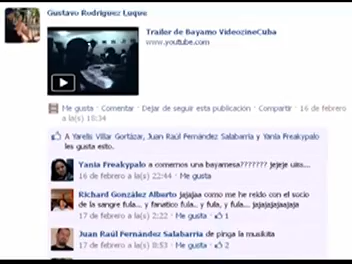 Gustavo Rodriguez Luque
Trailer de Bayamo VideozineCuba
www.youtube.com
Me gusta · Comentar · Dejar de seguir esta publicacion · Compartir · 16 de febrero
a la(s) 18:34
A Yarelis Villar Gortázar, Juan Raúl Fernández Salabarria y Yania Freakypalo
les gusta esto.
Yania Freakypalo a comernos una bayamesa??????? jejeje uiiis...
16 de febrero a la(s) 22:44 · Me gusta
Richard González Alberto jajajaa como me he reido con el socio
de la sangre fula... y fanatico fula... y fula, y fula... jajajajajaajaja
17 de febrero a la(s) 2:22 · Me gusta · 1
Juan Raúl Fernández Salabarria de pinga la musikita
17 de febrero a la(s) 8:53 · Me gusta · 2